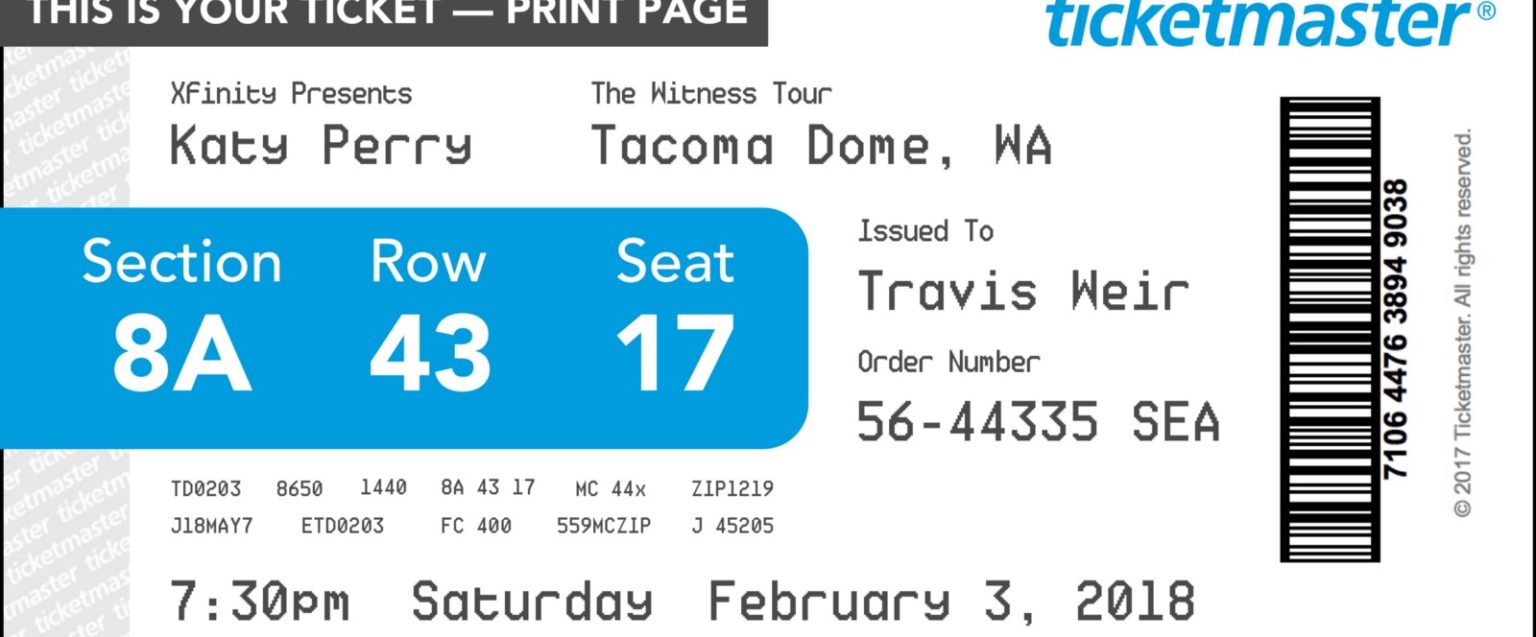 THIS IS YOUR TICKET — PRINT PAGE
ticketmaster®
Xfinity Presents
The Witness Tour
Katy Perry
Tacoma Dome, WA
Section Row Seat
8A 43 17
Issued To
Travis Weir
Order Number
56-44335 SEA
TD0203 8650 1440 8A 43 17 MC 44x ZIP1219
J18MAY7 ETD0203 FC 400 559MCZIP J 45205
7:30pm Saturday February 3, 2018
7106 4476 3894 9038
© 2017 Ticketmaster. All rights reserved.